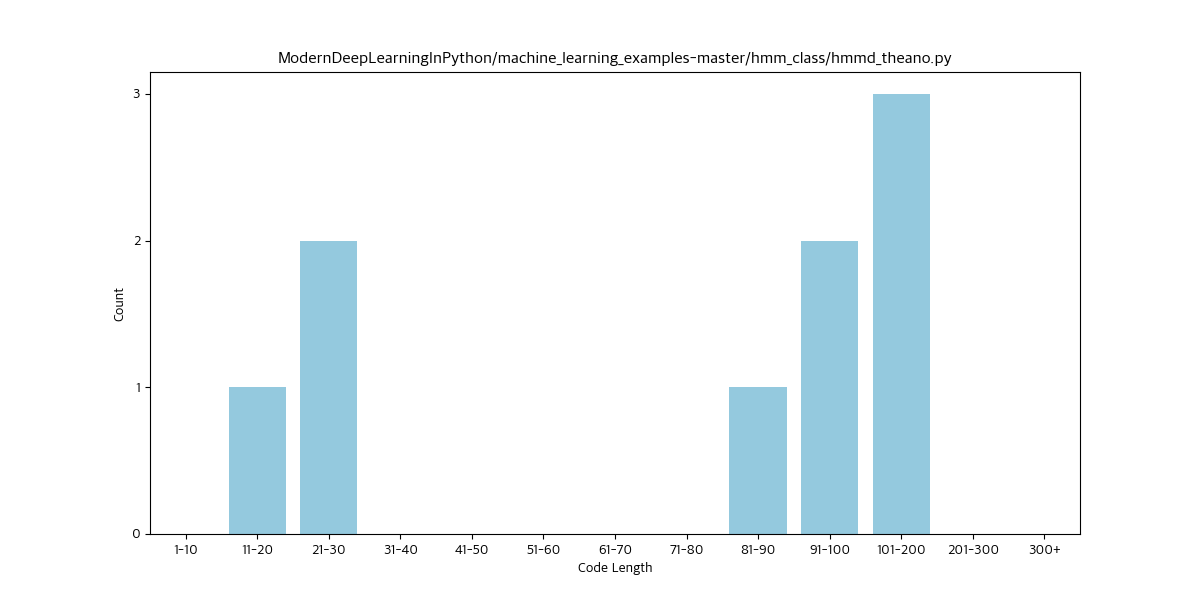 ModernDeepLearningInPython/machine_learning_examples-master/hmm_class/hmmd_theano.py
3
2
1
0
Count
1-10 11-20 21-30 31-40 41-50 51-60 61-70 71-80 81-90 91-100 101-200 201-300 300+
Code Length